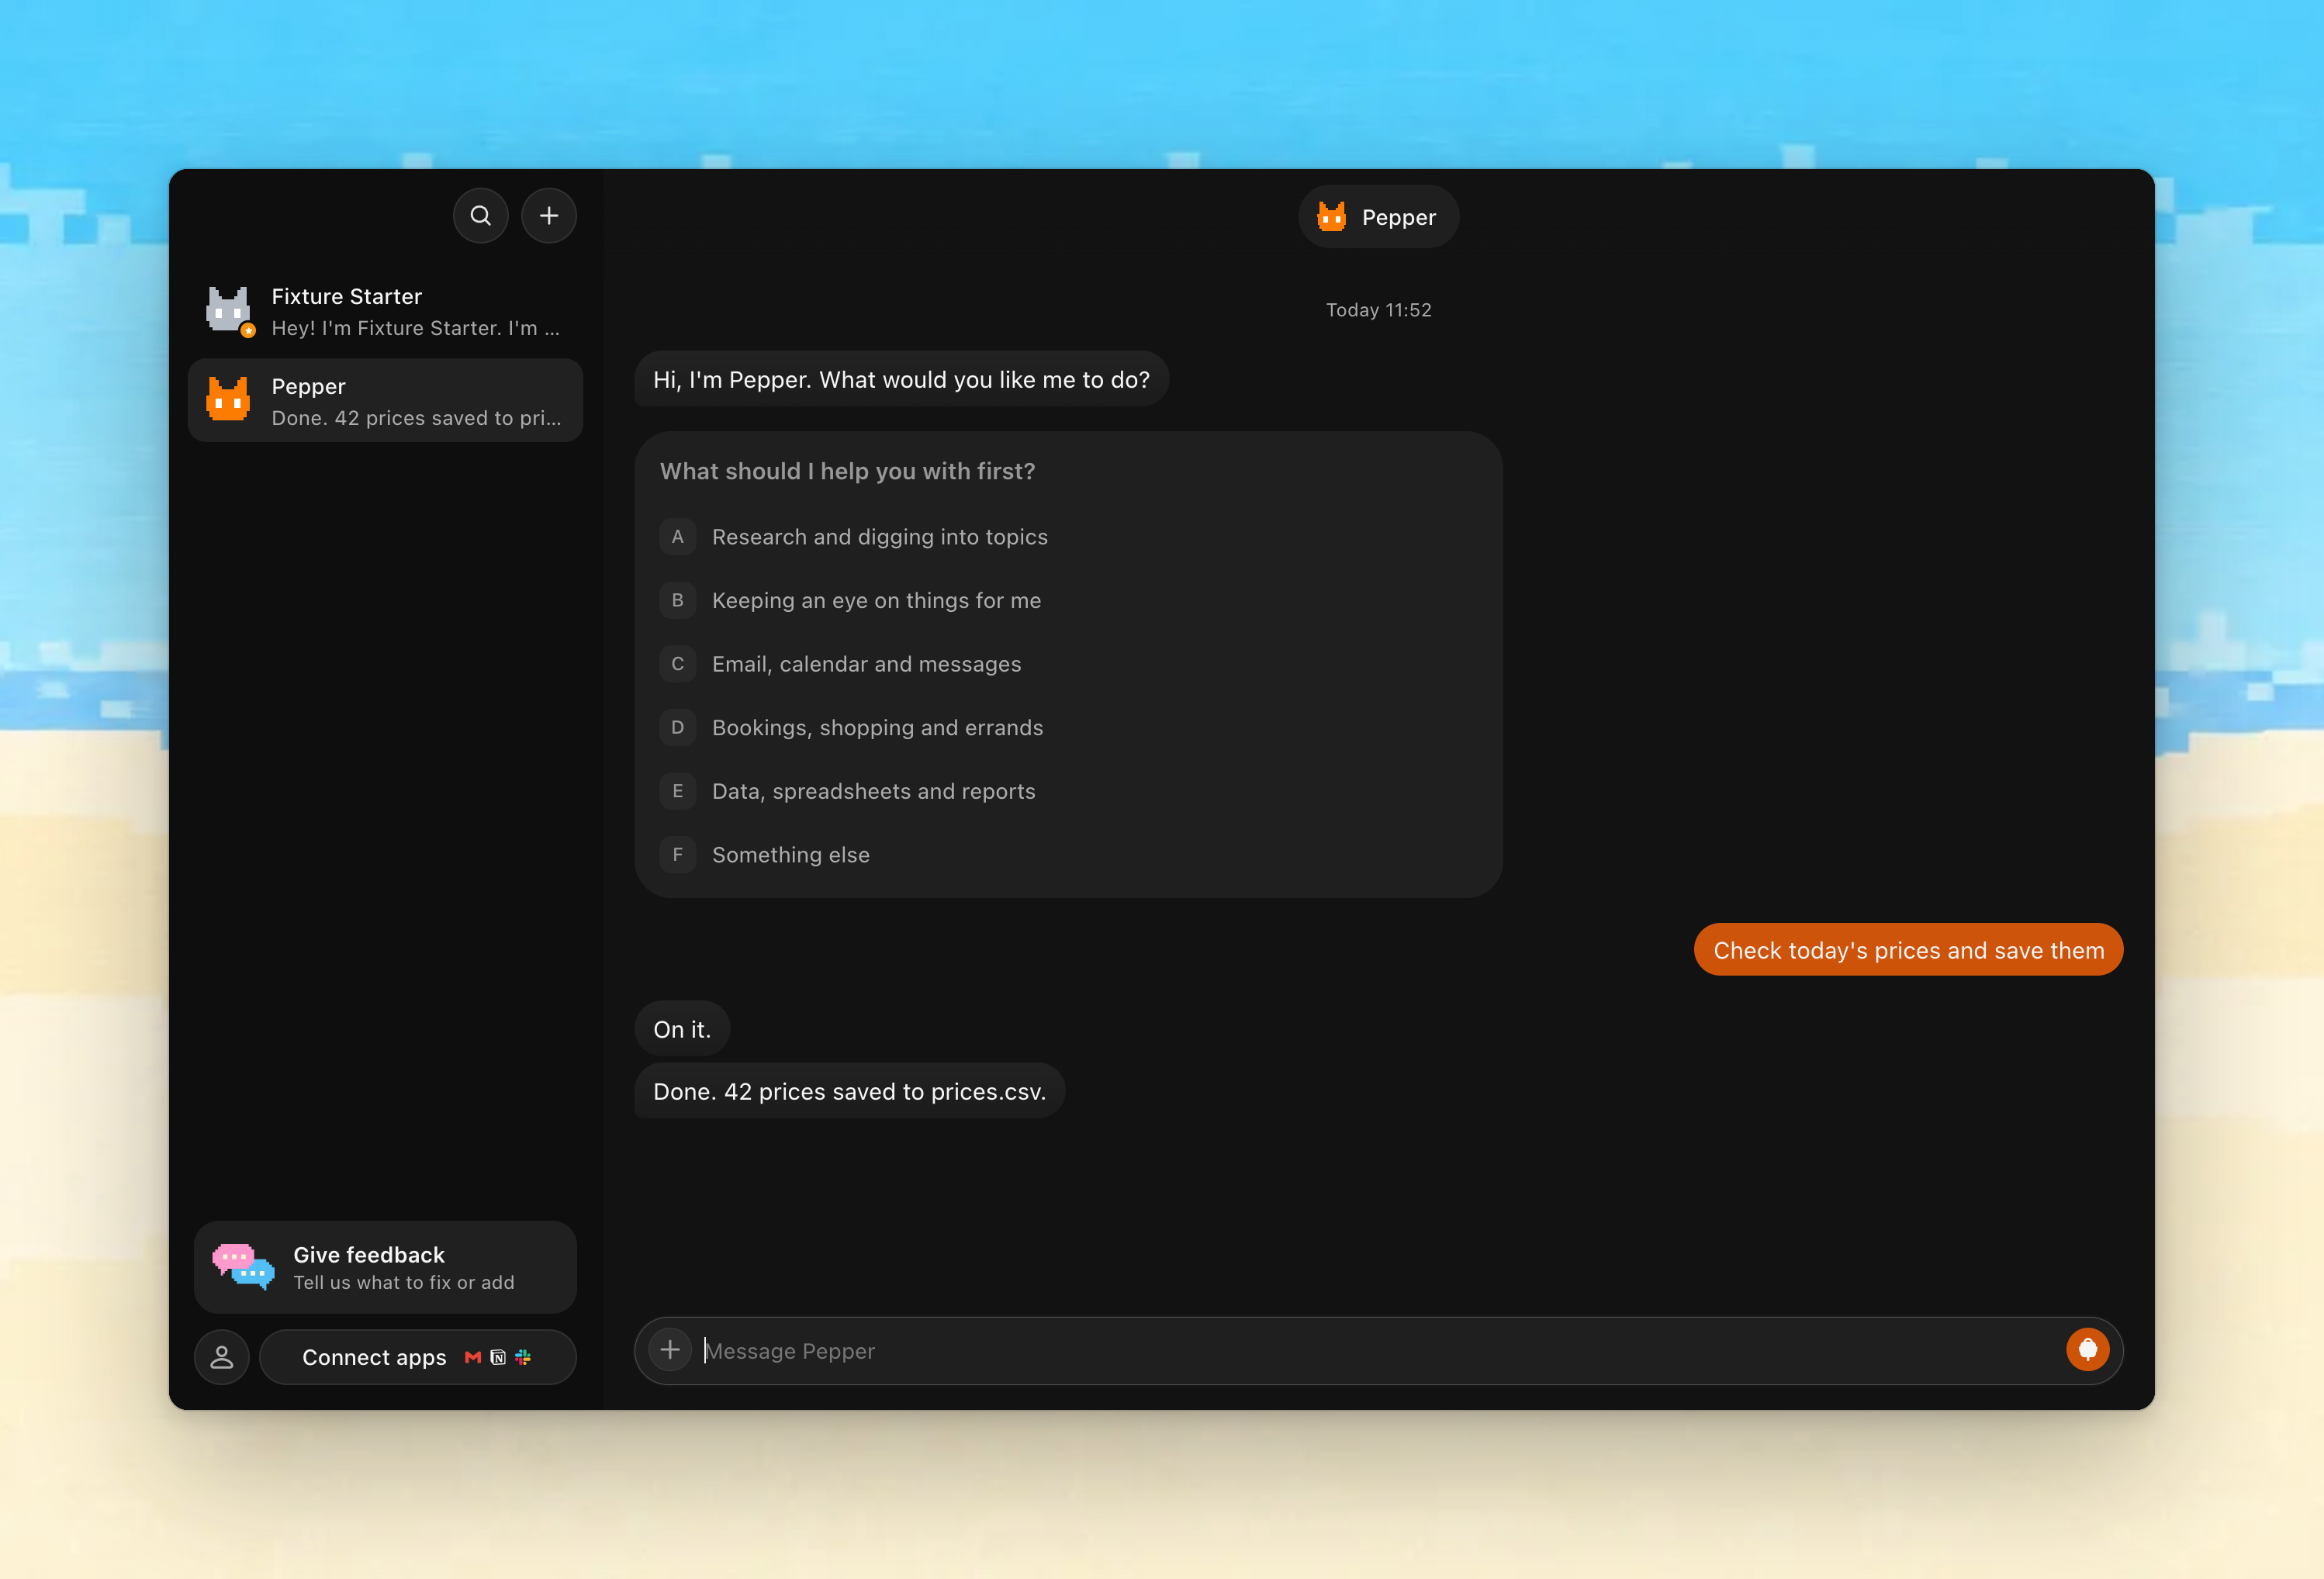 Fixture Starter
Hey! I'm Fixture Starter. I'm ...
Pepper
Done. 42 prices saved to pri...
Give feedback
Tell us what to fix or add
Connect apps
Pepper
Today 11:52
Hi, I'm Pepper. What would you like me to do?
What should I help you with first?
A Research and digging into topics
B Keeping an eye on things for me
C Email, calendar and messages
D Bookings, shopping and errands
E Data, spreadsheets and reports
F Something else
Check today's prices and save them
On it.
Done. 42 prices saved to prices.csv.
Message Pepper